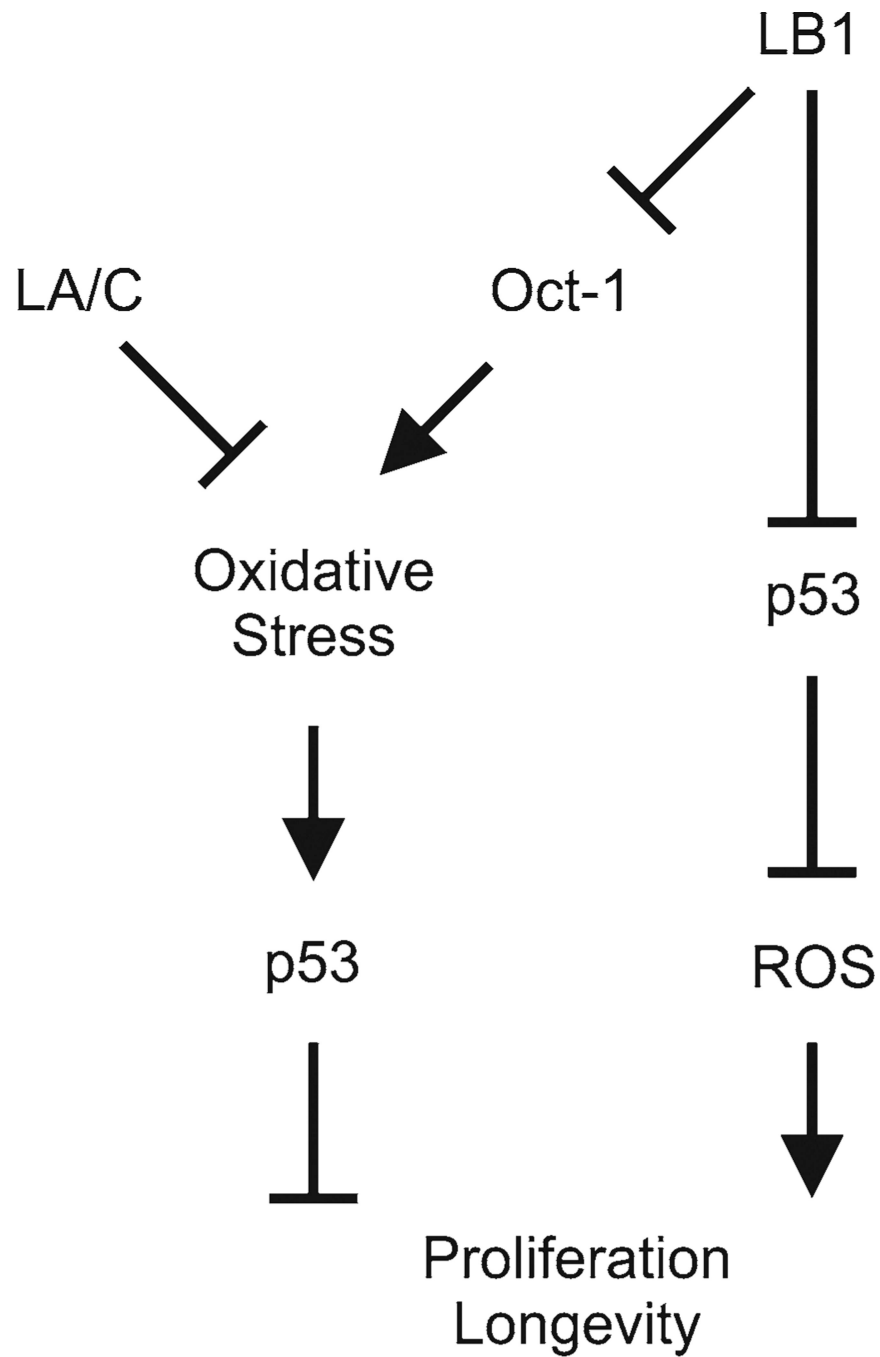 LB1
LA/C
Oct-1
Oxidative
Stress
p53
p53
ROS
Proliferation
Longevity